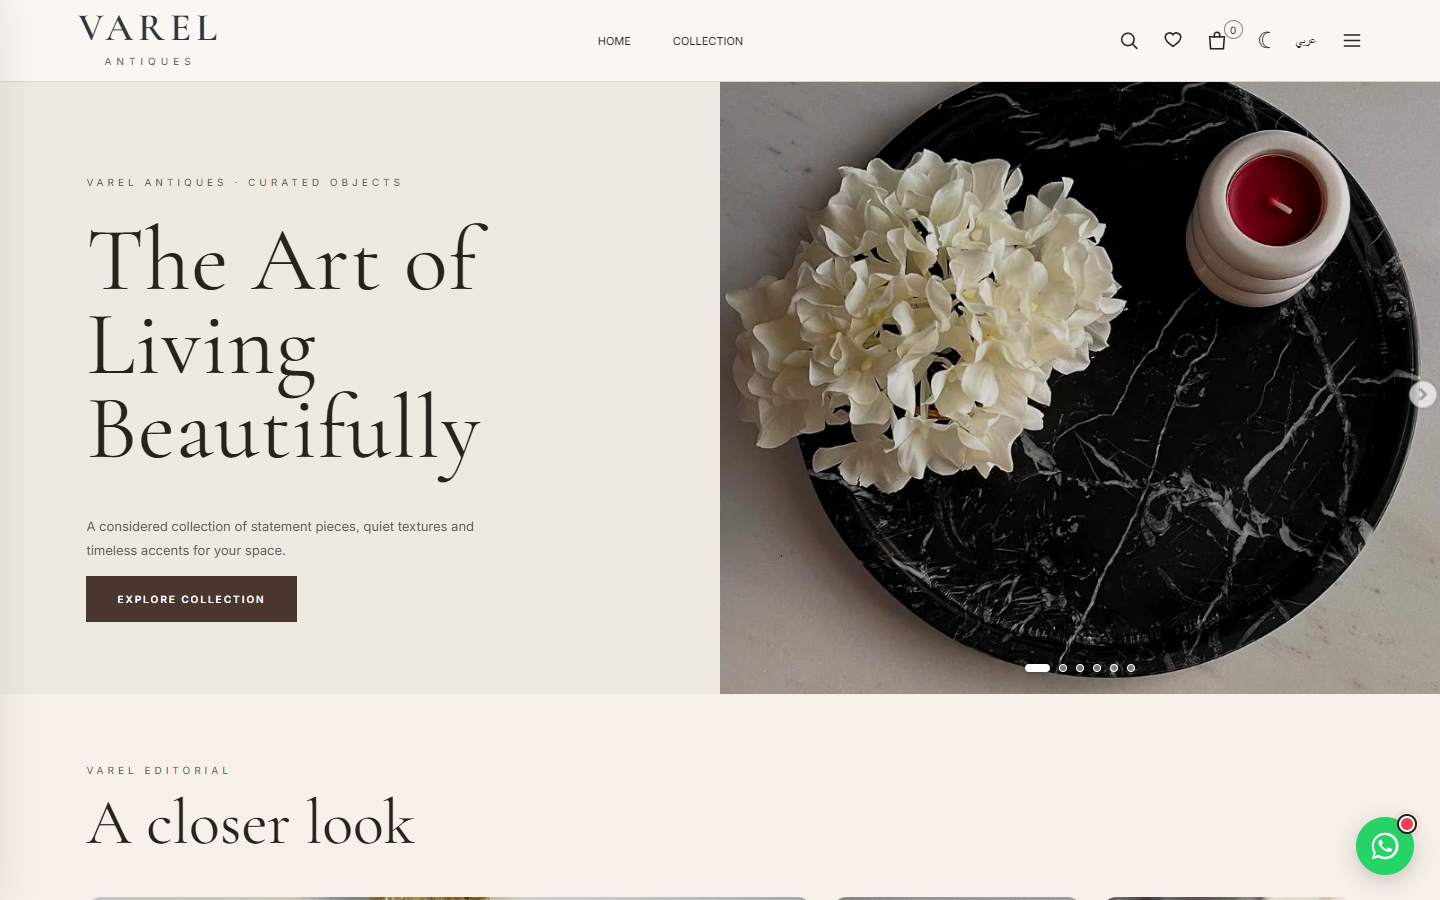 VAREL
ANTIQUES
HOME
COLLECTION
0
عربي
VAREL ANTIQUES · CURATED OBJECTS
The Art of
Living
Beautifully
A considered collection of statement pieces, quiet textures and
timeless accents for your space.
EXPLORE COLLECTION
VAREL EDITORIAL
A closer look